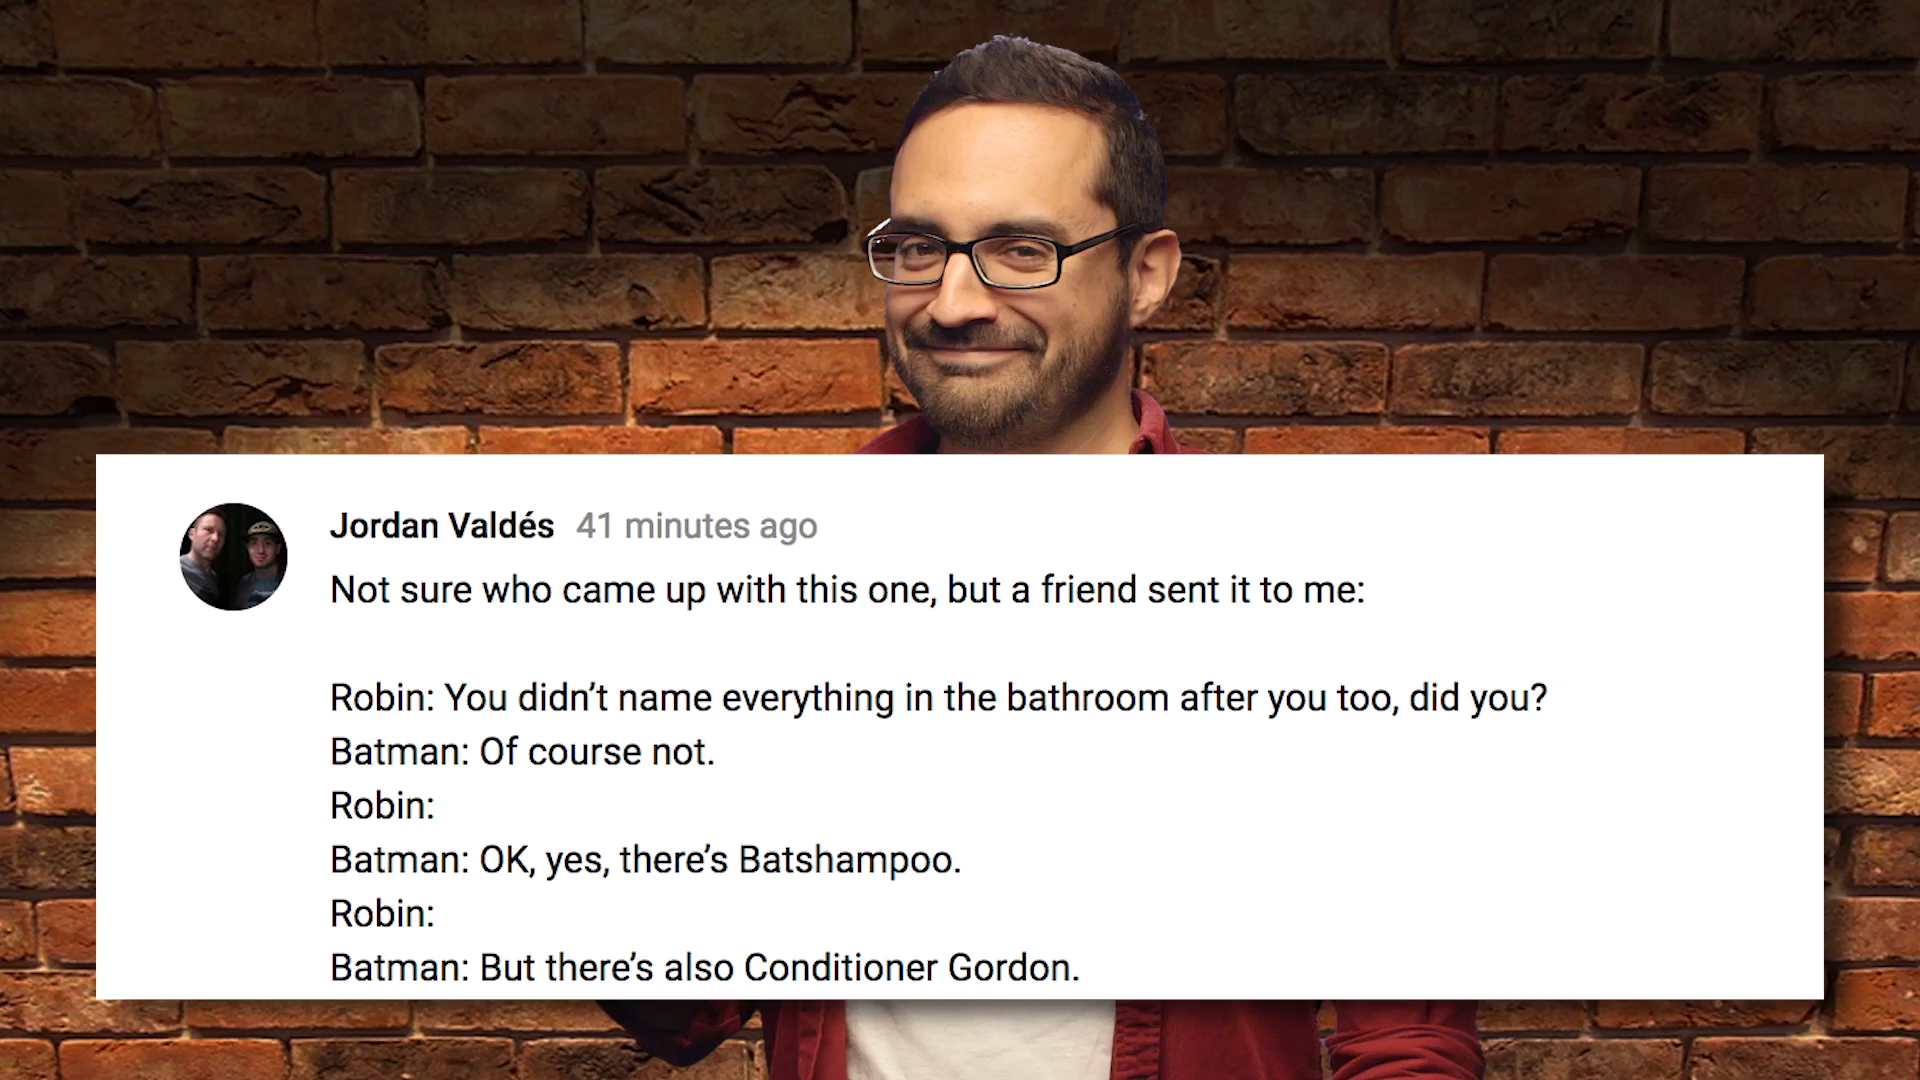 Jordan Valdés 41 minutes ago
Not sure who came up with this one, but a friend sent it to me:
Robin: You didn’t name everything in the bathroom after you too, did you?
Batman: Of course not.
Robin:
Batman: OK, yes, there’s Batshampoo.
Robin:
Batman: But there’s also Conditioner Gordon.